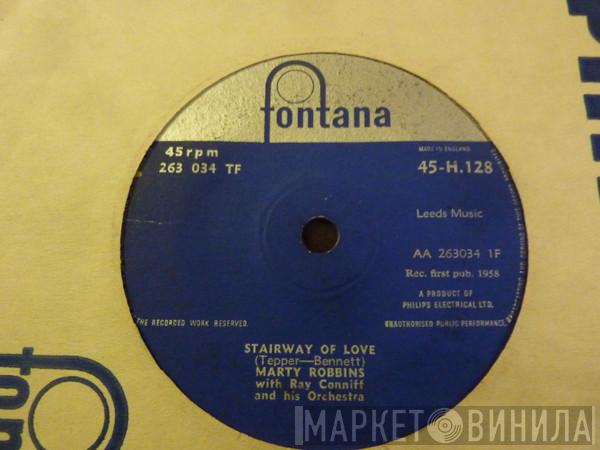 fontana
45 rpm
263 034 TF
MADE IN ENGLAND
45-H.128
Leeds Music
AA 263034 1F
Rec. first pub. 1958
A PRODUCT OF
PHILIPS ELECTRICAL LTD.
THE RECORDED WORK RESERVED.
UNAUTHORISED PUBLIC PERFORMANCE,
STAIRWAY OF LOVE
(Tepper—Bennett)
MARTY ROBBINS
with Ray Conniff
and his Orchestra
МАРКЕТ ВИНИЛА